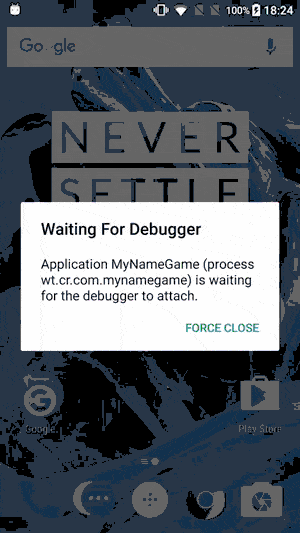 100% 18:24
Google
NEVER
SETTLE
Waiting For Debugger
Application MyNameGame (process
wt.cr.com.mynamegame) is waiting
for the debugger to attach.
FORCE CLOSE
Google Play Store